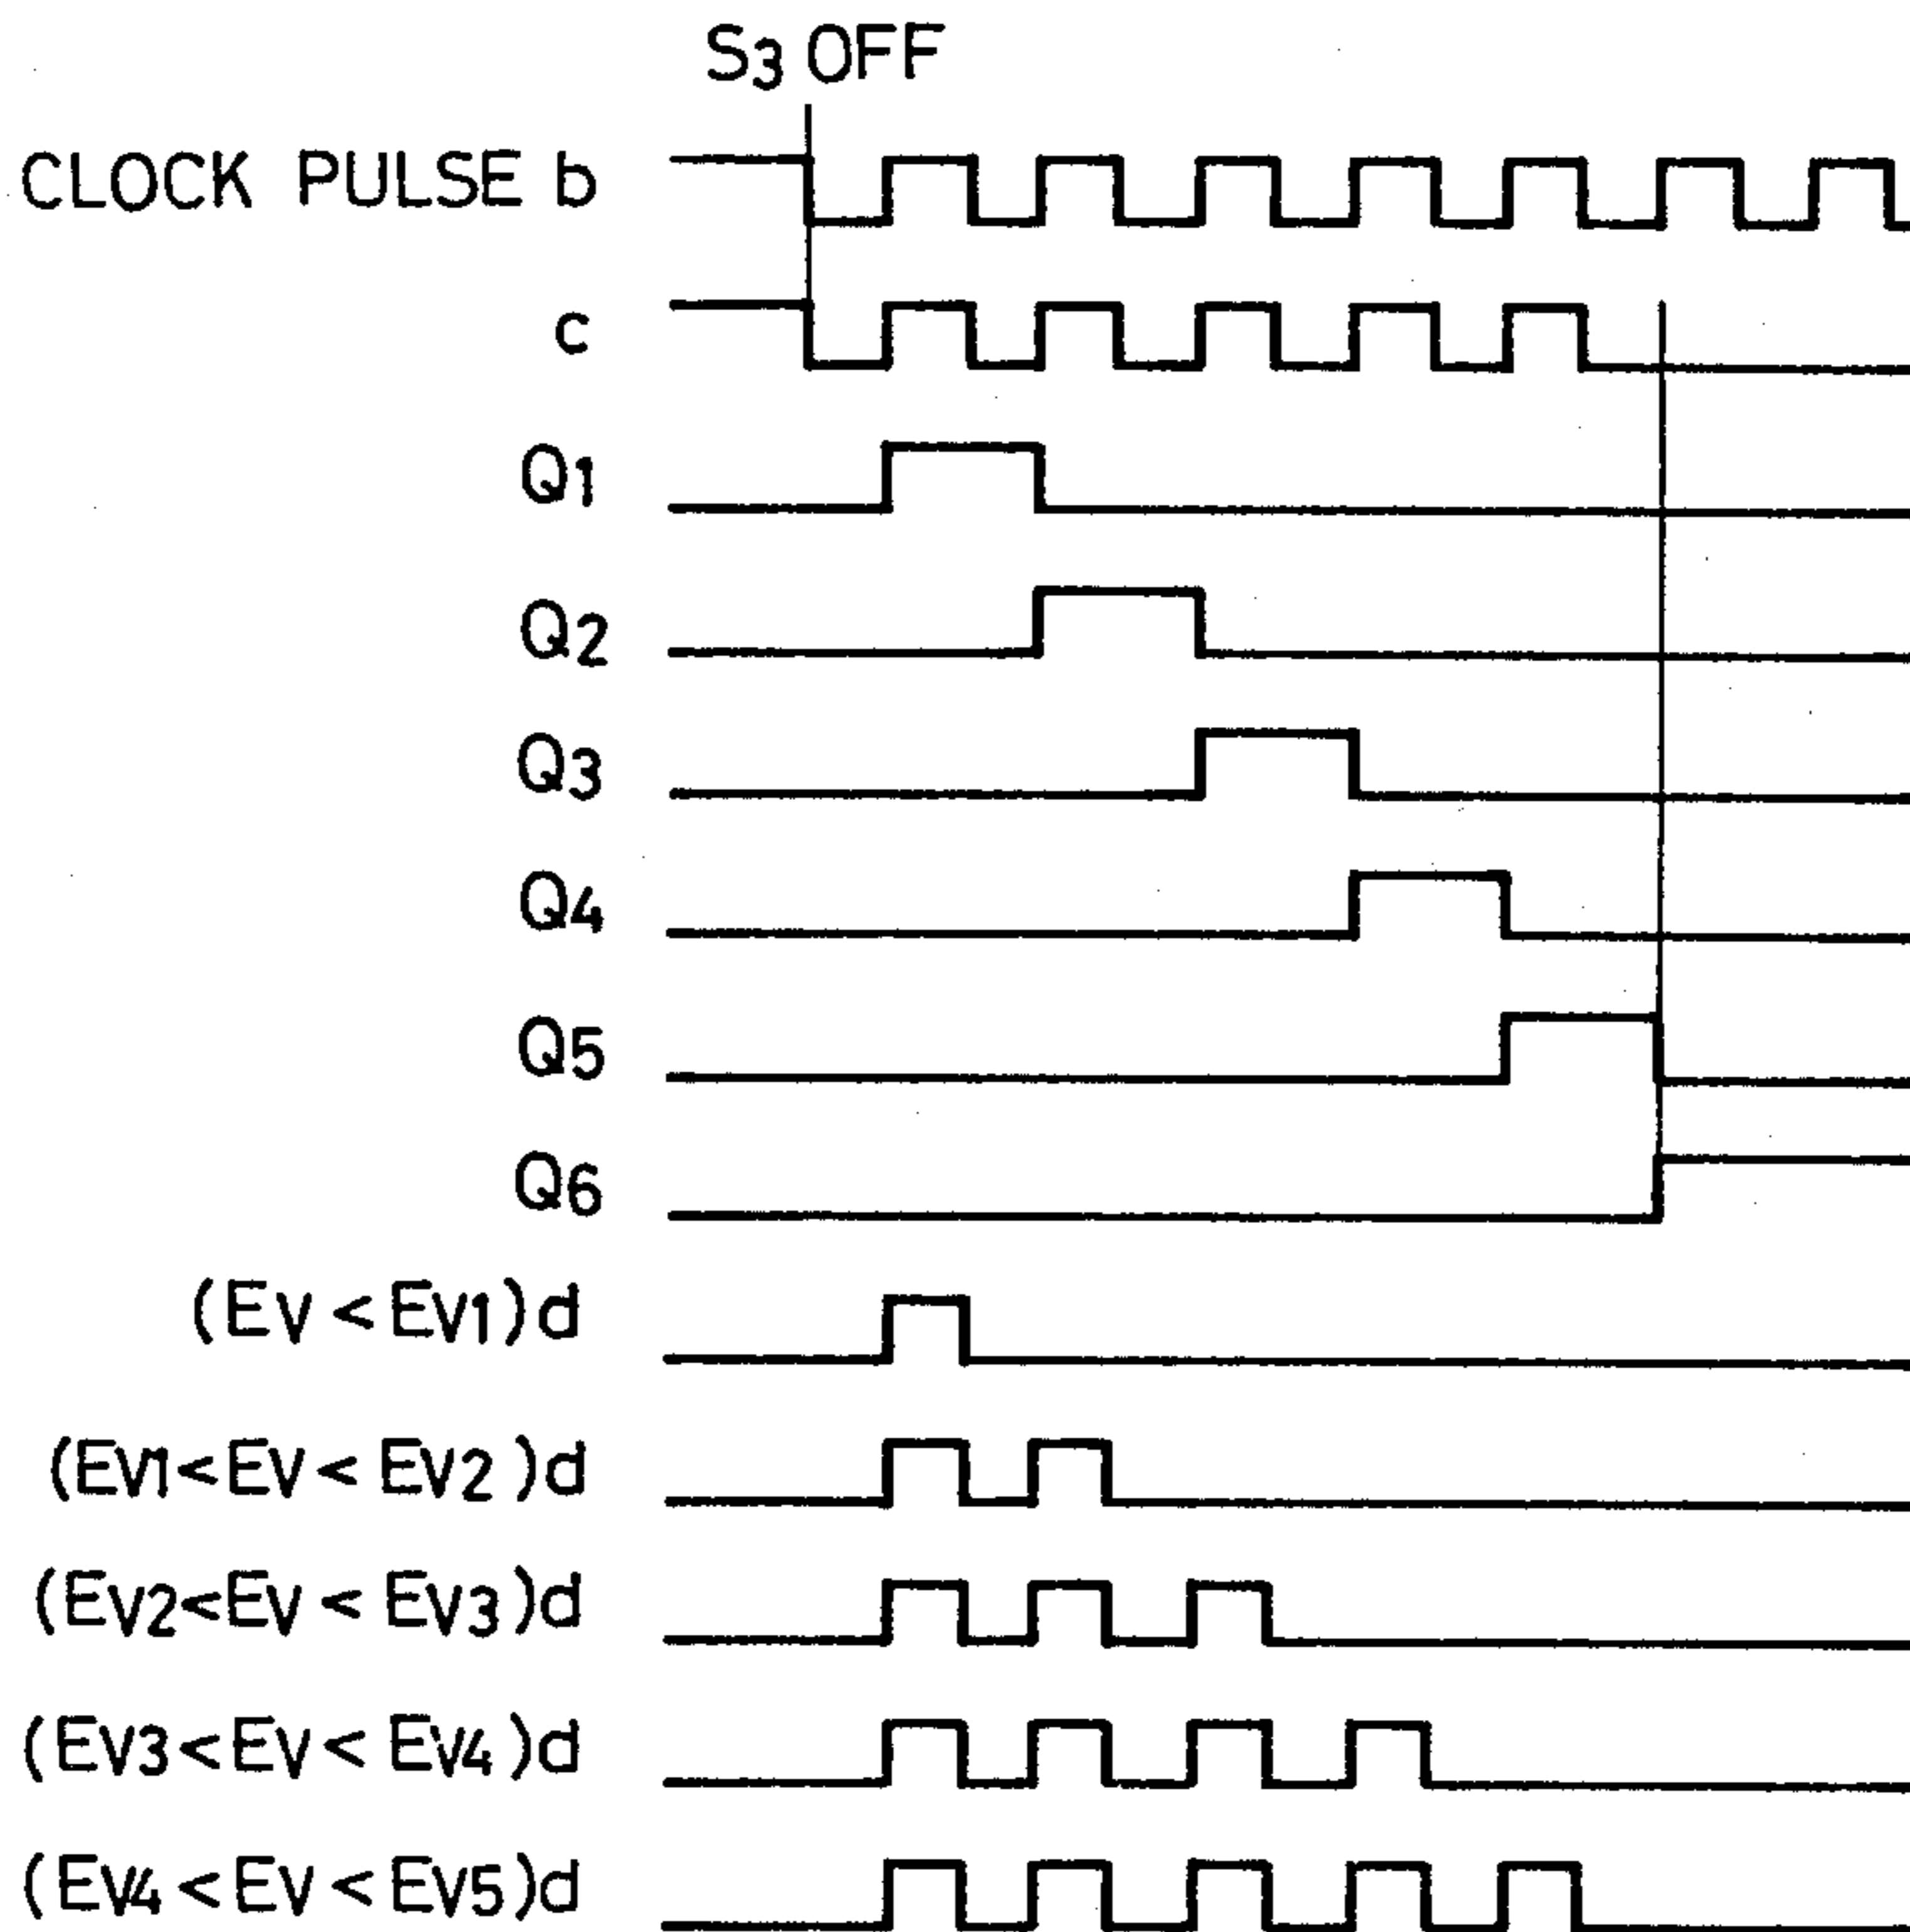 S3 OFF
CLOCK PULSE b
c
Q1
Q2
Q3
Q4
Q5
Q6
(EV < EV1)d
(EV1<EV < EV2)d
(EV2<EV < EV3)d
(EV3<EV< EV4)d
(EV4<EV< EV5)d